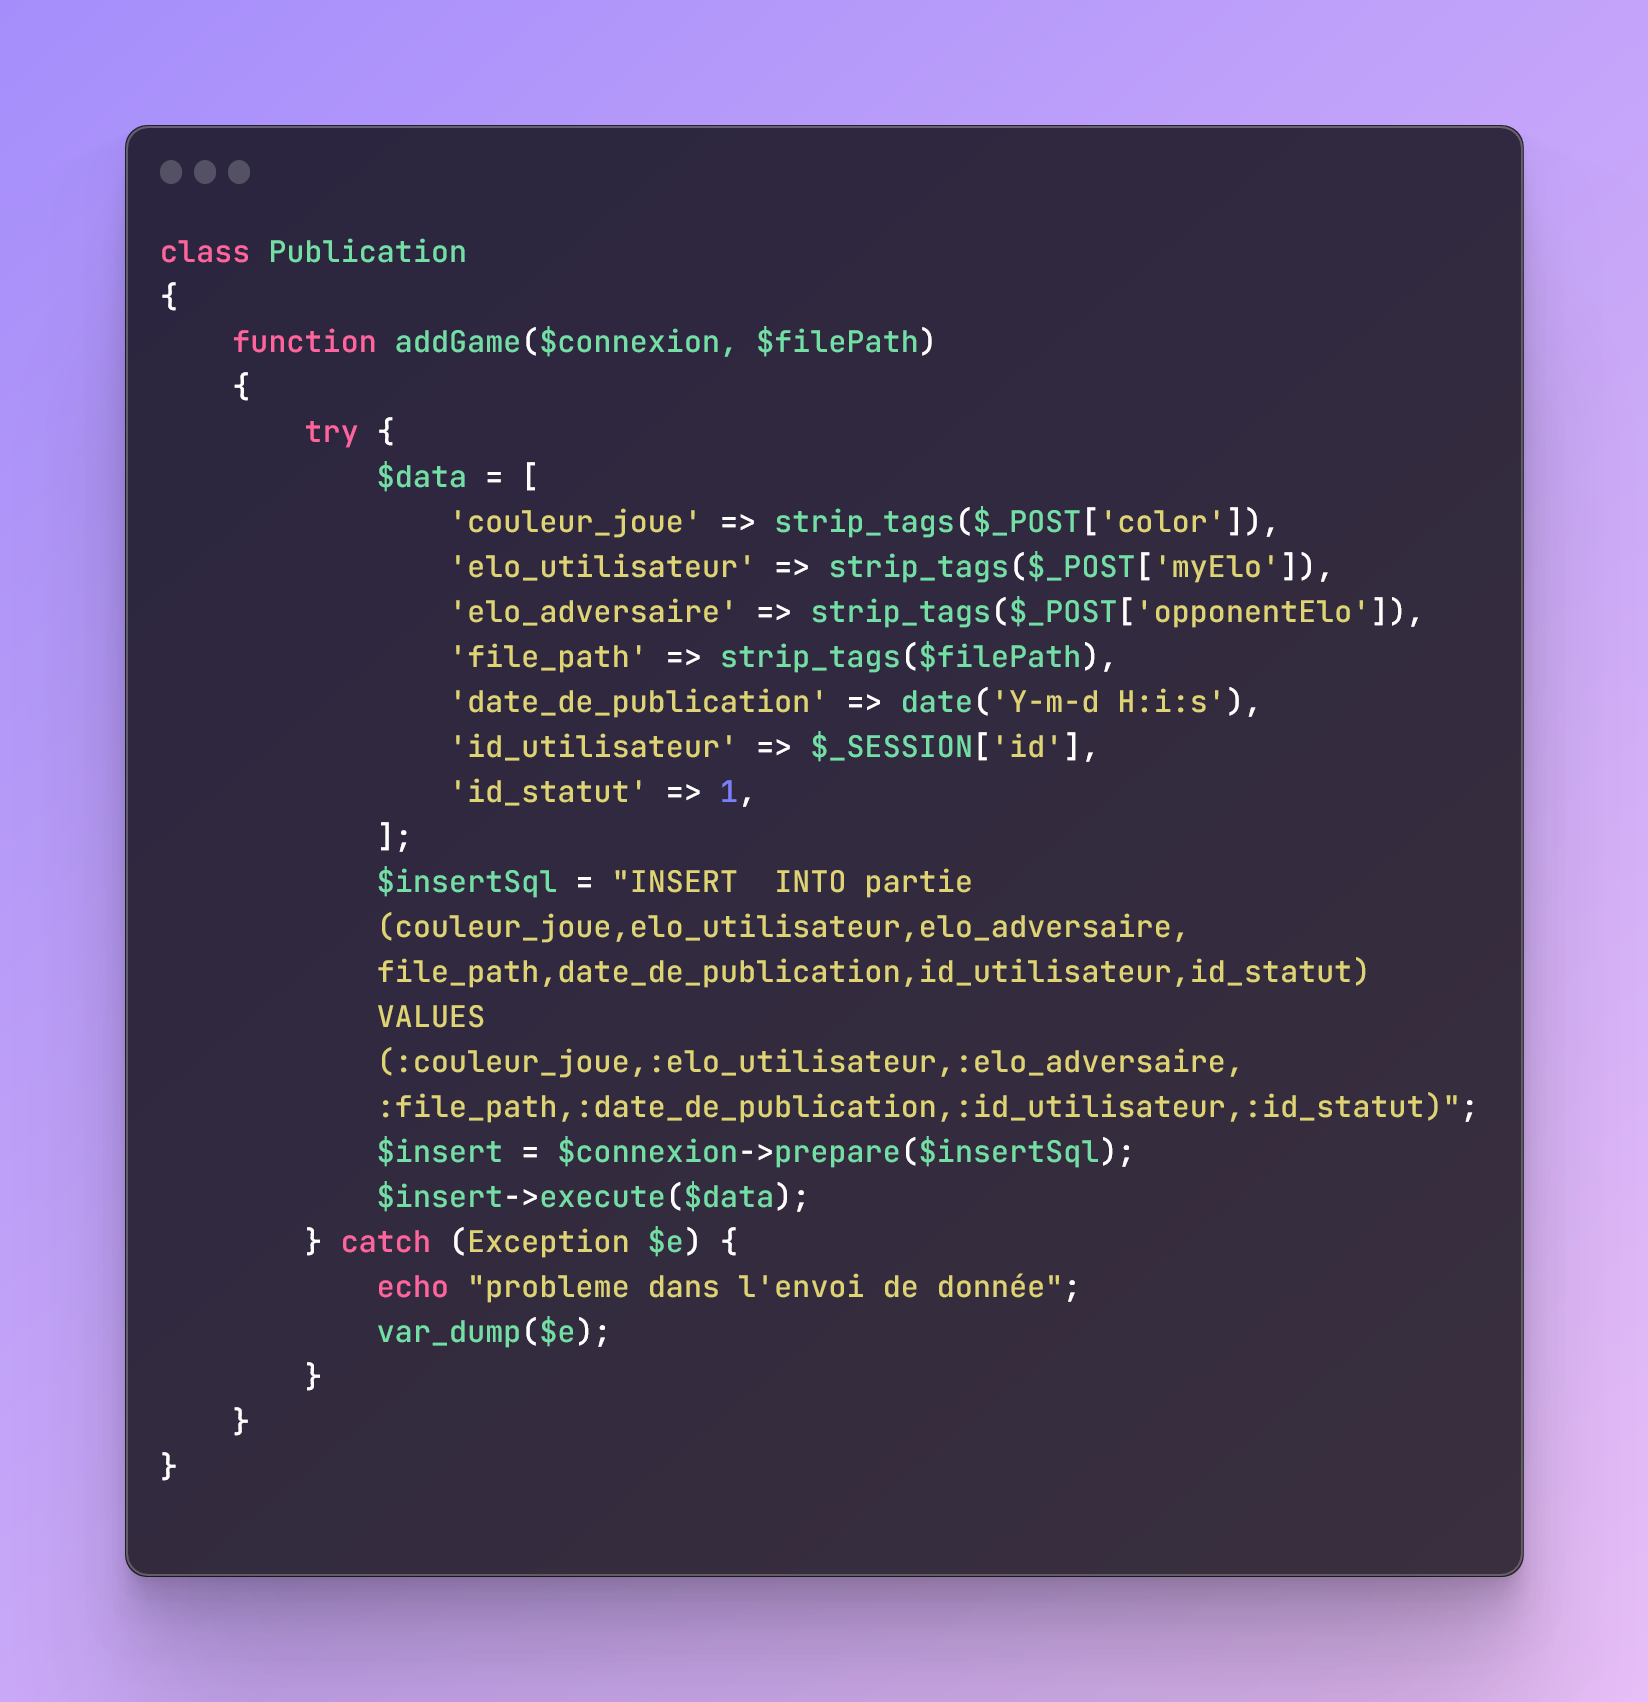 class Publication
{
    function addGame($connexion, $filePath)
    {
        try {
            $data = [
                'couleur_joue' => strip_tags($_POST['color']),
                'elo_utilisateur' => strip_tags($_POST['myElo']),
                'elo_adversaire' => strip_tags($_POST['opponentElo']),
                'file_path' => strip_tags($filePath),
                'date_de_publication' => date('Y-m-d H:i:s'),
                'id_utilisateur' => $_SESSION['id'],
                'id_statut' => 1,
            ];
            $insertSql = "INSERT  INTO partie
            (couleur_joue,elo_utilisateur,elo_adversaire,
            file_path,date_de_publication,id_utilisateur,id_statut)
            VALUES
            (:couleur_joue,:elo_utilisateur,:elo_adversaire,
            :file_path,:date_de_publication,:id_utilisateur,:id_statut)";
            $insert = $connexion->prepare($insertSql);
            $insert->execute($data);
        } catch (Exception $e) {
            echo "probleme dans l'envoi de donnée";
            var_dump($e);
        }
    }
}